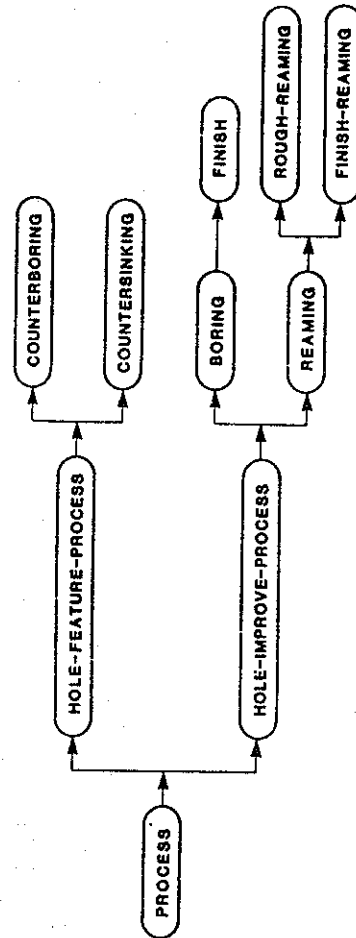 PROCESS
HOLE-FEATURE-PROCESS
COUNTERBORING
COUNTERSINKING
HOLE-IMPROVE-PROCESS
BORING
FINISH
REAMING
ROUGH-REAMING
FINISH-REAMING